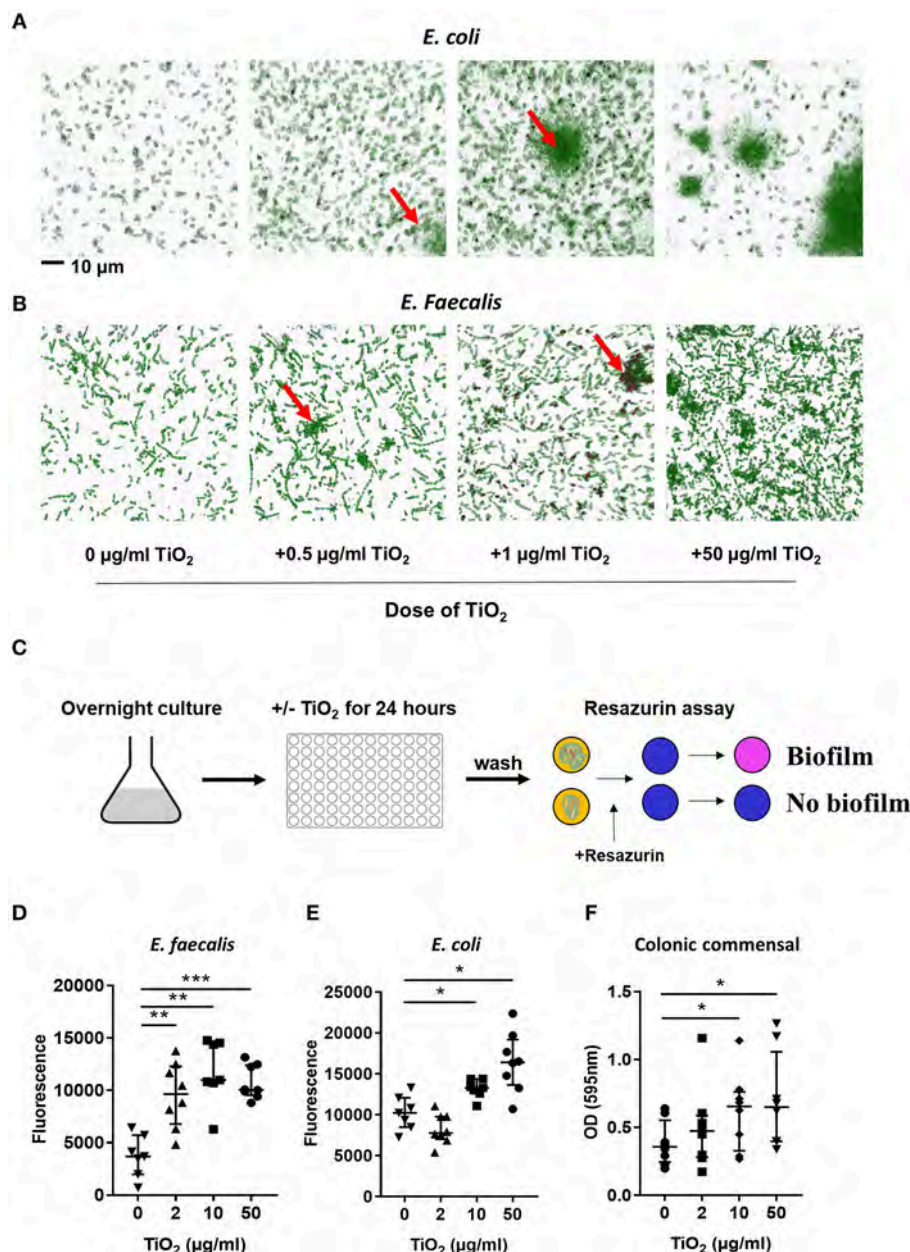 A
E. coli
10 µm
B
E. Faecalis
0 µg/ml TiO₂ +0.5 µg/ml TiO₂ +1 µg/ml TiO₂ +50 µg/ml TiO₂
Dose of TiO₂
C
Overnight culture +/- TiO₂ for 24 hours Resazurin assay
wash
Biofilm
No biofilm
+Resazurin
D
E. faecalis
***
**
**
20000
15000
10000
5000
0
Fluorescence
0 2 10 50
TiO₂ (µg/ml)
E
E. coli
*
*
25000
20000
15000
10000
5000
0
Fluorescence
0 2 10 50
TiO₂ (µg/ml)
F
Colonic commensal
*
*
1.5
1.0
0.5
0.0
OD (595nm)
0 2 10 50
TiO₂ (µg/ml)